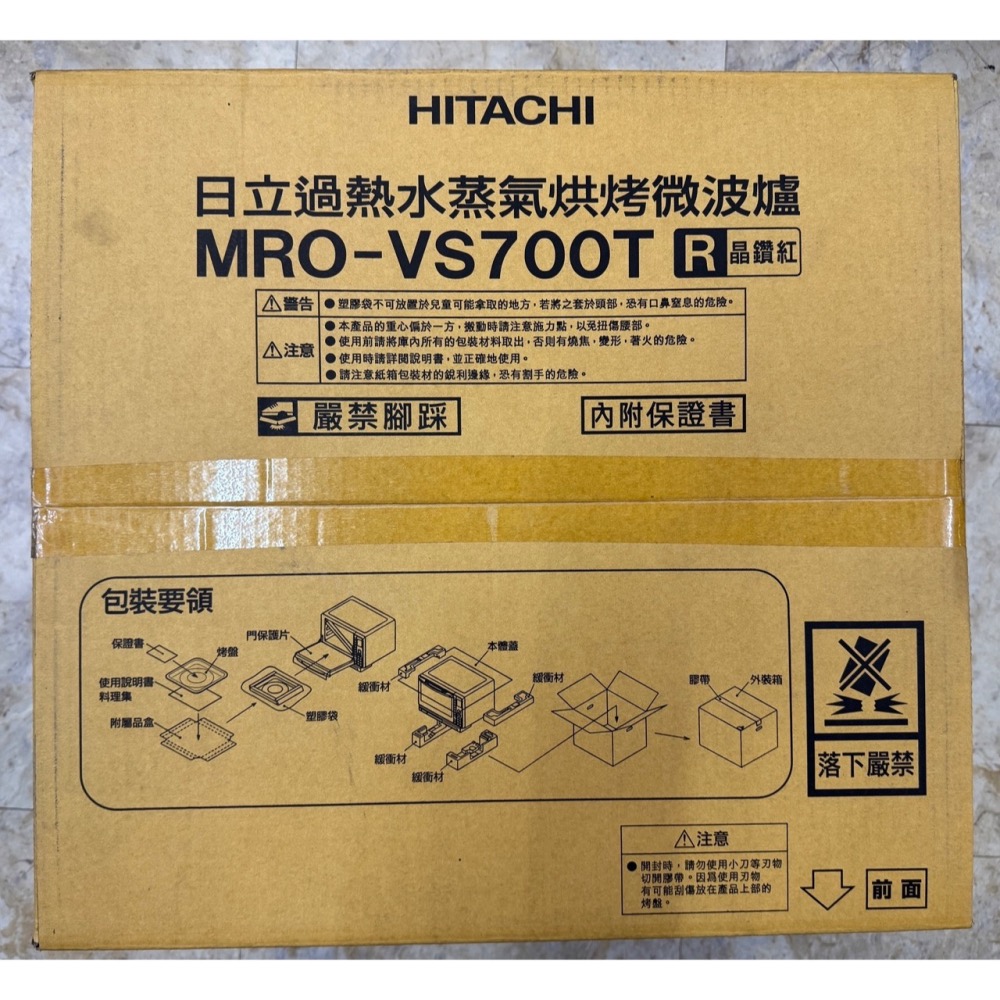 HITACHI
日立過熱水蒸氣烘烤微波爐
MRO-VS700T R 晶鑽紅
警告 ●塑膠袋不可放置於兒童可能拿取的地方,若將之套於頭部,恐有口鼻窒息的危險。
注意
●本產品的重心偏於一方,搬動時請注意施力點,以免扭傷腰部。
●使用前請將庫內所有的包裝材料取出,否則有燒焦,變形,著火的危險。
●使用時請詳閱說明書,並正確地使用。
●請注意紙箱包裝材的銳利邊緣,恐有割手的危險。
嚴禁腳踩
內附保證書
包裝要領
保證書
烤盤
使用說明書
料理集
附屬品盒
門保護片
塑膠袋
緩衝材
本體蓋
緩衝材
緩衝材
緩衝材
膠帶
外裝箱
落下嚴禁
注意
●開封時,請勿使用小刀等刃物
切開膠帶。因爲使用刃物
有可能刮傷放在產品上部的
烤盤。
前面